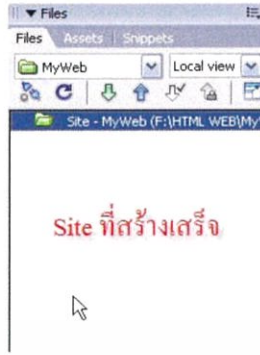 Files
Files Assets Snippets
MyWeb Local view
Site - MyWeb (F:\HTML WEB\My
Site ที่สร้างเสร็จ